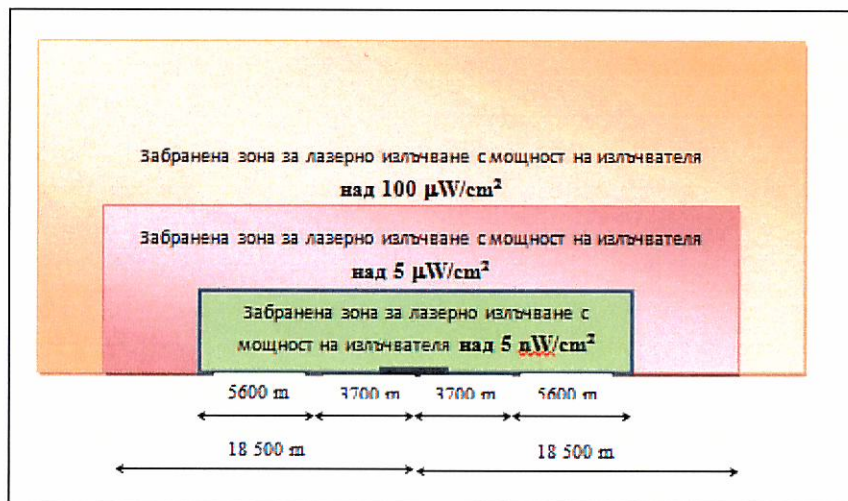 Забранена зона за лазерно излъчване с мощност на излъчвателя
над 100 µW/cm²
Забранена зона за лазерно излъчване с мощност на излъчвателя
над 5 µW/cm²
Забранена зона за лазерно излъчване с
мощност на излъчвателя над 5 nW/cm²
5600 m 3700 m 3700 m 5600 m
18 500 m 18 500 m